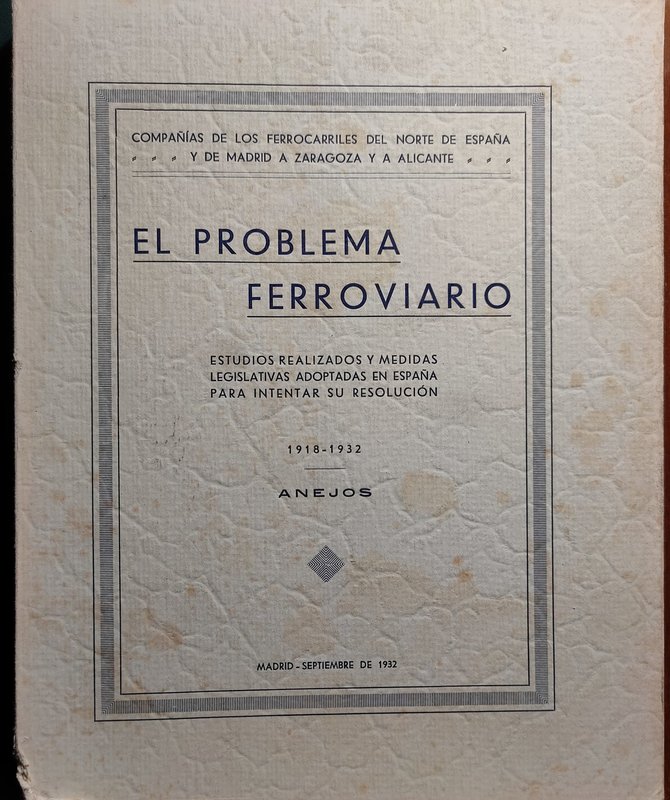 COMPAÑÍAS DE LOS FERROCARRILES DEL NORTE DE ESPAÑA
Y DE MADRID A ZARAGOZA Y A ALICANTE
EL PROBLEMA
FERROVIARIO
ESTUDIOS REALIZADOS Y MEDIDAS
LEGISLATIVAS ADOPTADAS EN ESPAÑA
PARA INTENTAR SU RESOLUCIÓN
1918-1932
ANEJOS
MADRID - SEPTIEMBRE DE 1932